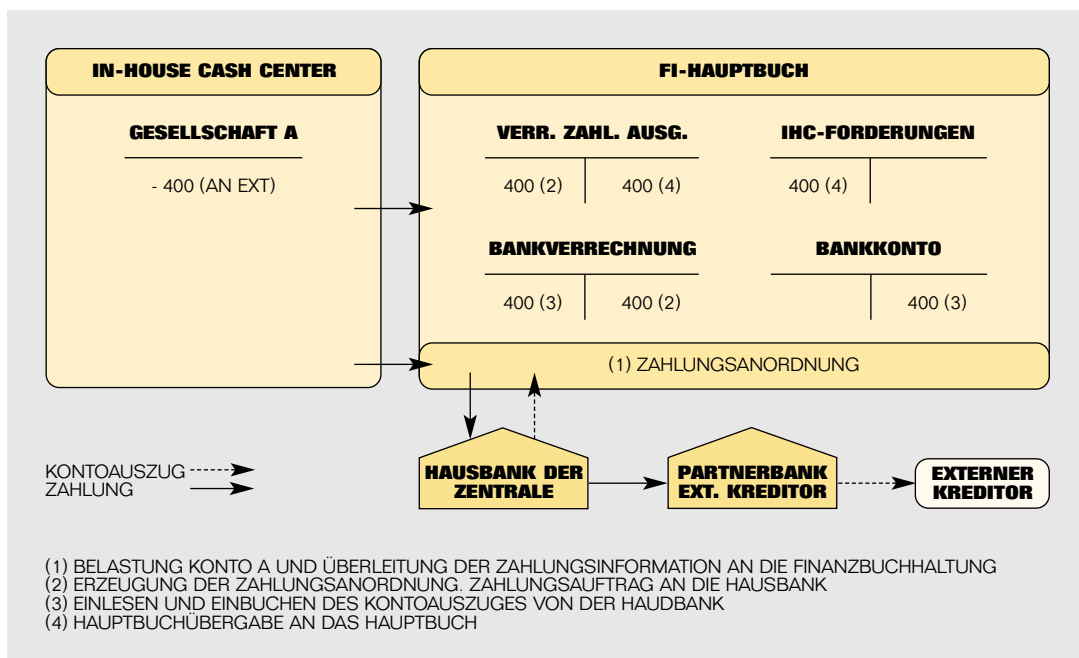 IN-HOUSE CASH CENTER
GESELLSCHAFT A
- 400 (AN EXT)
FI-HAUPTBUCH
VERR. ZAHL. AUSG.
400 (2) 400 (4)
IHC-FORDERUNGEN
400 (4)
BANKVERRECHNUNG
400 (3) 400 (2)
BANKKONTO
400 (3)
(1) ZAHLUNGSANORDNUNG
KONTOAUSZUG
ZAHLUNG
HAUSBANK DER
ZENTRALE
PARTNERBANK
EXT. KREDITOR
EXTERNER
KREDITOR
(1) BELASTUNG KONTO A UND ÜBERLEITUNG DER ZAHLUNGSINFORMATION AN DIE FINANZBUCHHALTUNG
(2) ERZEUGUNG DER ZAHLUNGSANORDNUNG. ZAHLUNGSAUFTRAG AN DIE HAUSBANK
(3) EINLESEN UND EINBUCHEN DES KONTOAUSZUGES VON DER HAUDBANK
(4) HAUPTBUCHÜBERGABE AN DAS HAUPTBUCH